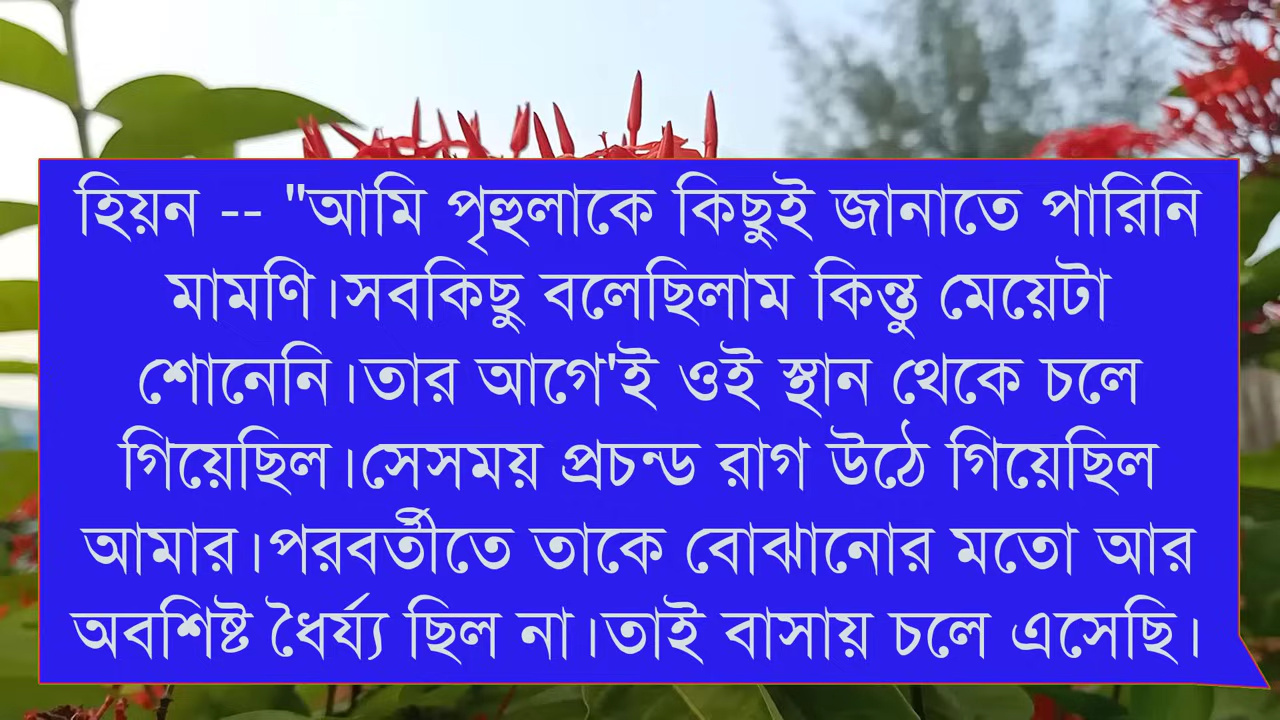 হিয়ন -- "আমি পৃহুলাকে কিছুই জানাতে পারিনি
মামণি।সবকিছু বলেছিলাম কিন্তু মেয়েটা
শোনেনি।তার আগে'ই ওই স্থান থেকে চলে
গিয়েছিল।সেসময় প্রচন্ড রাগ উঠে গিয়েছিল
আমার।পরবর্তীতে তাকে বোঝানোর মতো আর
অবশিষ্ট ধৈর্য্য ছিল না।তাই বাসায় চলে এসেছি।